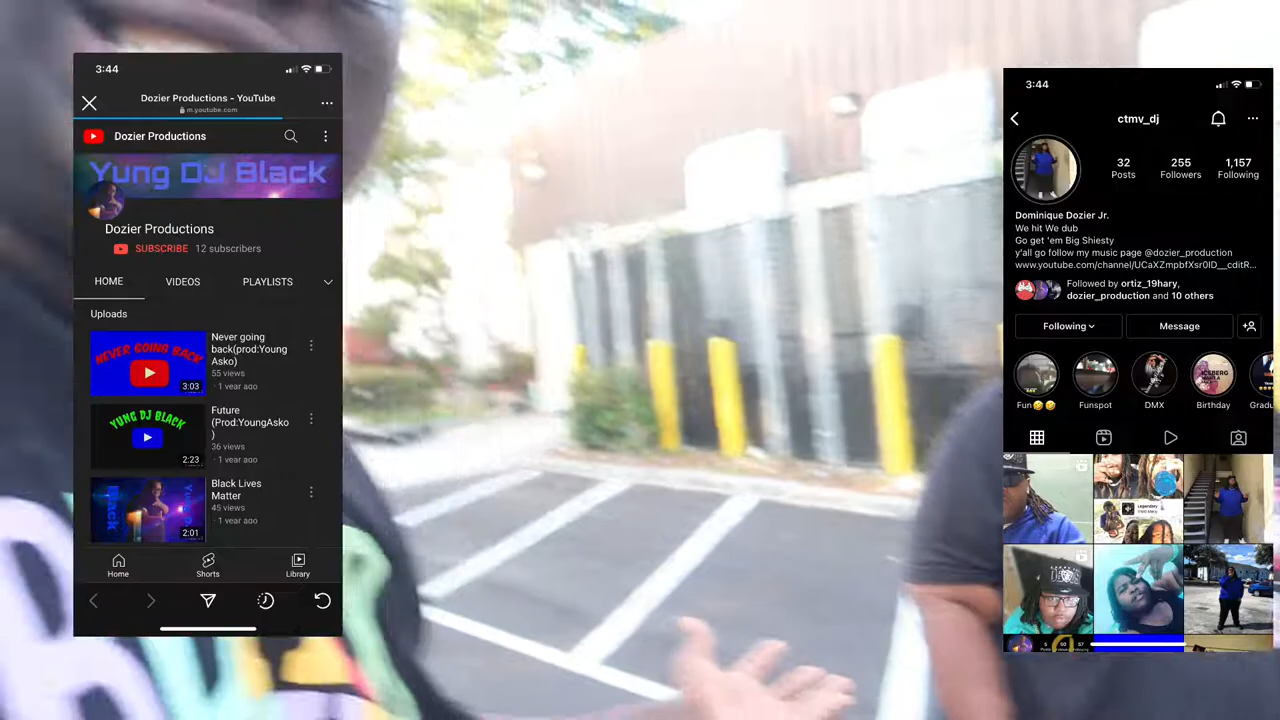 3:44
Dozier Productions - YouTube
m.youtube.com
Dozier Productions
Yung DJ Black
Dozier Productions
SUBSCRIBE 12 subscribers
HOME VIDEOS PLAYLISTS
Uploads
NEVER GOING BACK
3:03
Never going
back(prod:Young
Asko)
55 views
· 1 year ago
YUNG DJ BLACK
2:23
Future
(Prod:YoungAsko
)
36 views
· 1 year ago
2:01
Black Lives
Matter
45 views
· 1 year ago
Home Shorts Library
3:44
ctmv_dj
32 255 1,157
Posts Followers Following
Dominique Dozier Jr.
We hit We dub
Go get 'em Big Shiesty
y'all go follow my music page @dozier_production
www.youtube.com/channel/UCaXZmpbfXsr0ID__cditR...
Followed by ortiz_19hary,
dozier_production and 10 others
Following Message
Fun🤣🤣 Funspot DMX Birthday Gradu